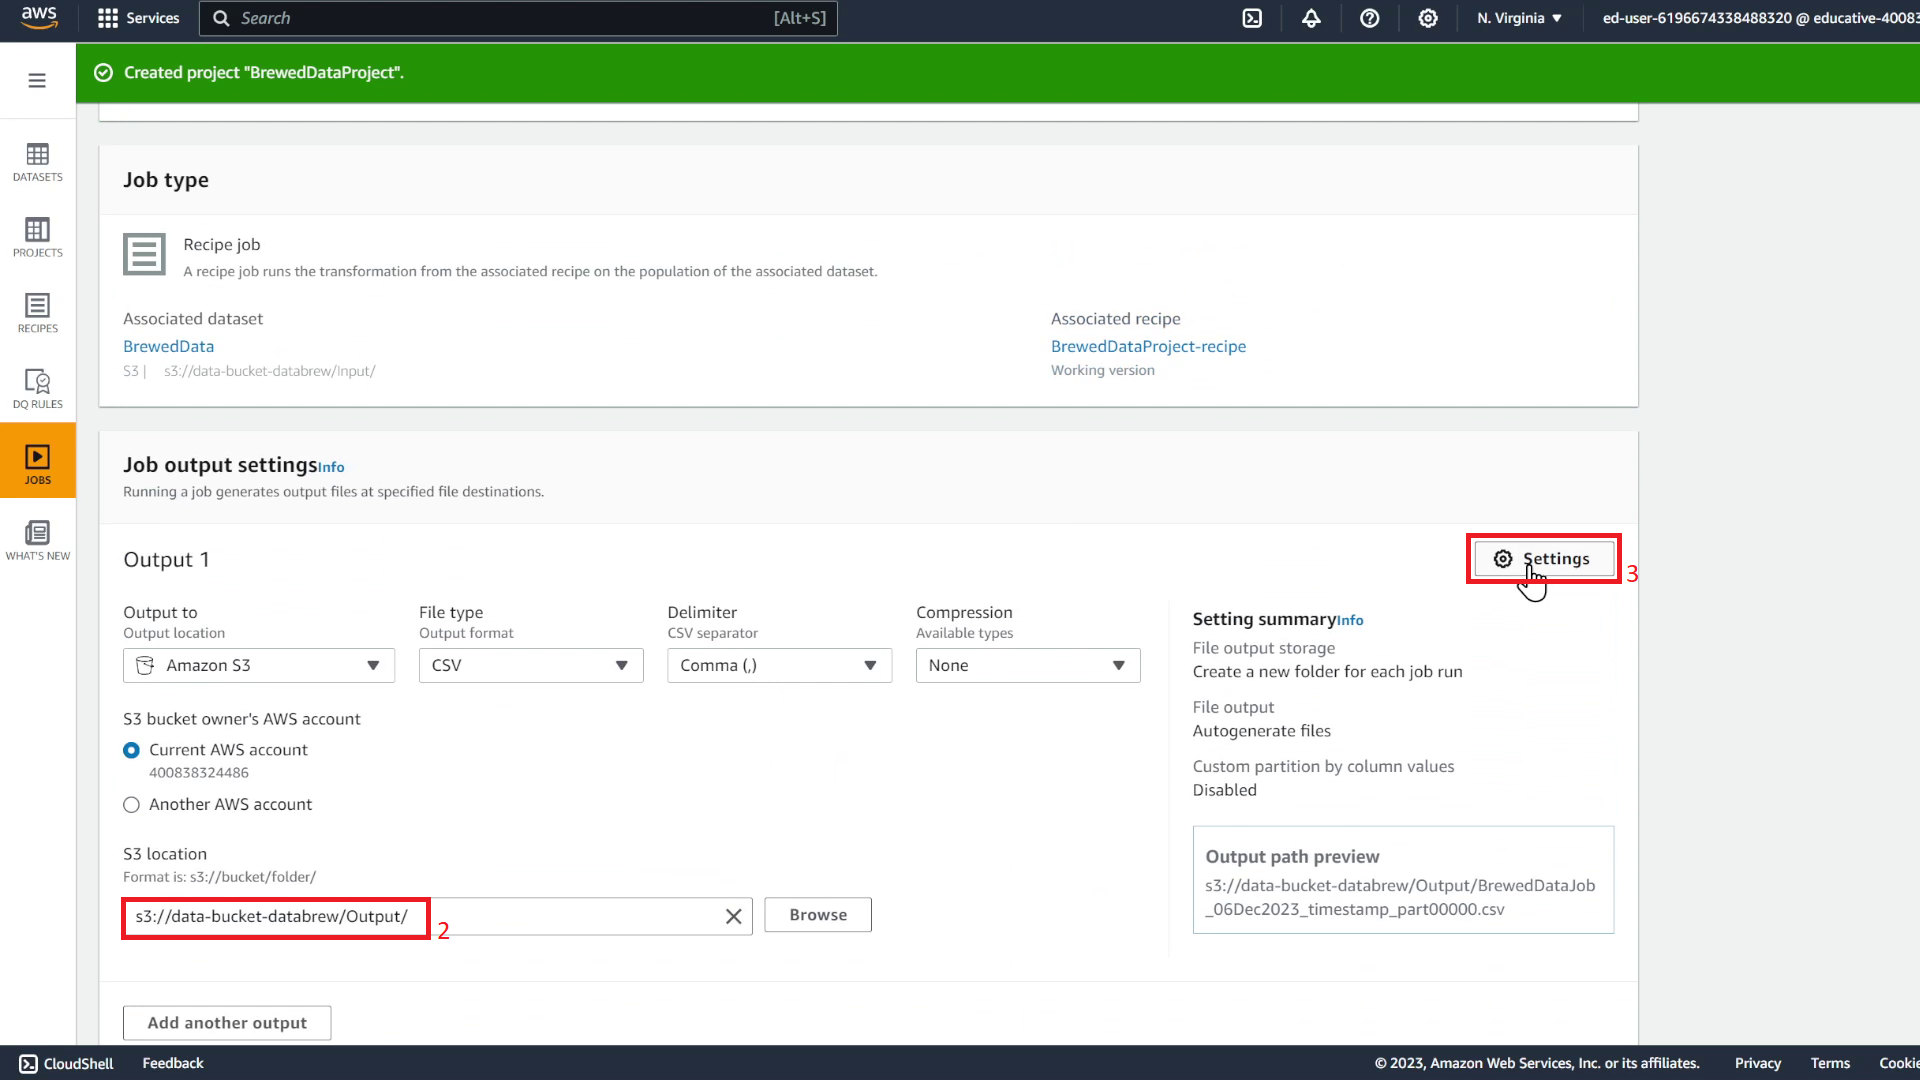 aws
Services
Search
[Alt+S]
N. Virginia
ed-user-6196674338488320 @ educative-40083
Created project "BrewedDataProject".
DATASETS
PROJECTS
RECIPES
DQ RULES
JOBS
WHAT'S NEW
Job type
Recipe job
A recipe job runs the transformation from the associated recipe on the population of the associated dataset.
Associated dataset
BrewedData
S3 | s3://data-bucket-databrew/Input/
Associated recipe
BrewedDataProject-recipe
Working version
Job output settings Info
Running a job generates output files at specified file destinations.
Output 1
Settings
3
Output to
Output location
Amazon S3
File type
Output format
CSV
Delimiter
CSV separator
Comma (,)
Compression
Available types
None
S3 bucket owner's AWS account
Current AWS account
400838324486
Another AWS account
S3 location
Format is: s3://bucket/folder/
s3://data-bucket-databrew/Output/
2
Browse
Setting summary Info
File output storage
Create a new folder for each job run
File output
Autogenerate files
Custom partition by column values
Disabled
Output path preview
s3://data-bucket-databrew/Output/BrewedDataJob
_06Dec2023_timestamp_part00000.csv
Add another output
CloudShell
Feedback
© 2023, Amazon Web Services, Inc. or its affiliates.
Privacy
Terms
Cookie